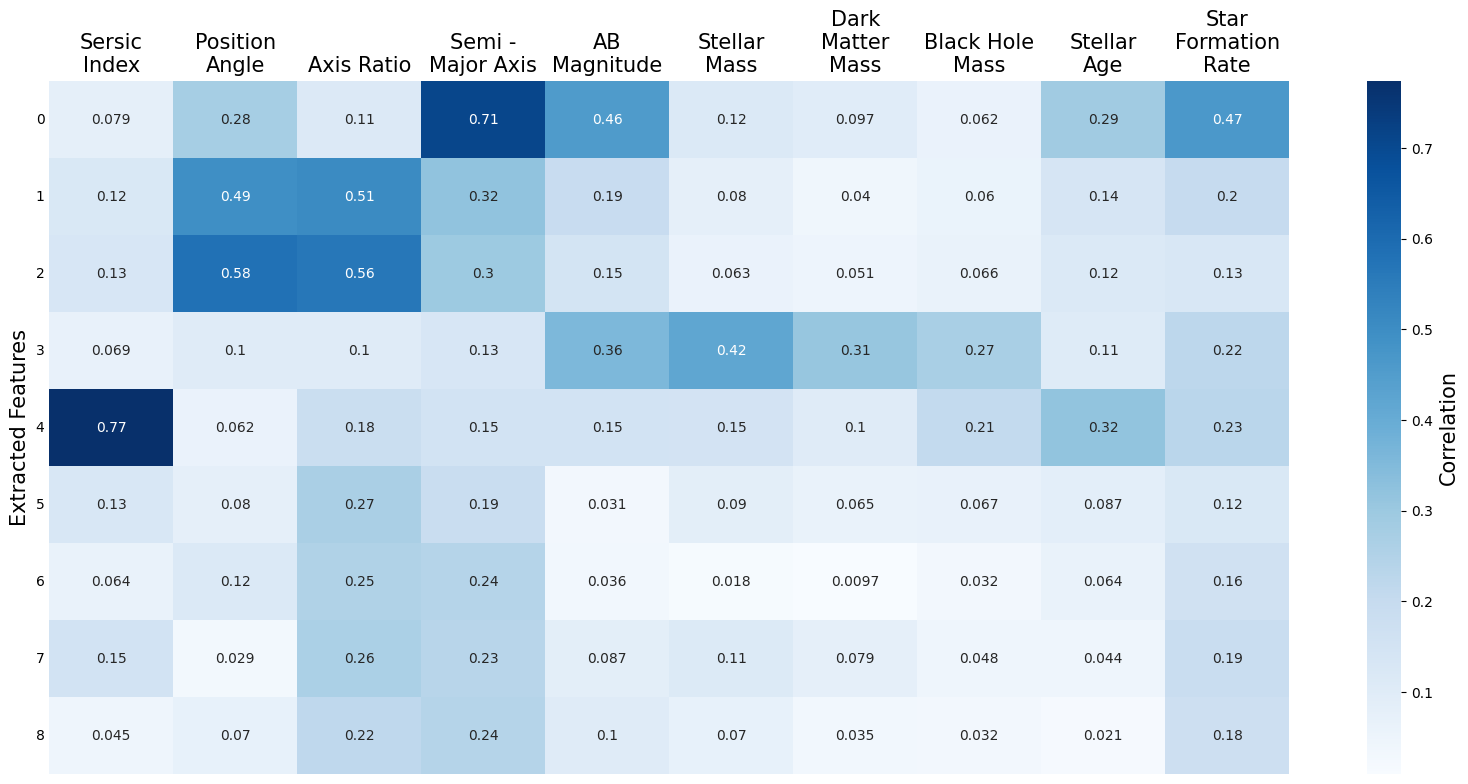 Sersic Index
Position Angle
Axis Ratio
Semi - Major Axis
AB Magnitude
Stellar Mass
Dark Matter Mass
Black Hole Mass
Stellar Age
Star Formation Rate
Extracted Features
0 0.079 0.28 0.11 0.71 0.46 0.12 0.097 0.062 0.29 0.47
1 0.12 0.49 0.51 0.32 0.19 0.08 0.04 0.06 0.14 0.2
2 0.13 0.58 0.56 0.3 0.15 0.063 0.051 0.066 0.12 0.13
3 0.069 0.1 0.1 0.13 0.36 0.42 0.31 0.27 0.11 0.22
4 0.77 0.062 0.18 0.15 0.15 0.15 0.1 0.21 0.32 0.23
5 0.13 0.08 0.27 0.19 0.031 0.09 0.065 0.067 0.087 0.12
6 0.064 0.12 0.25 0.24 0.036 0.018 0.0097 0.032 0.064 0.16
7 0.15 0.029 0.26 0.23 0.087 0.11 0.079 0.048 0.044 0.19
8 0.045 0.07 0.22 0.24 0.1 0.07 0.035 0.032 0.021 0.18
0.7
0.6
0.5
0.4
0.3
0.2
0.1
Correlation